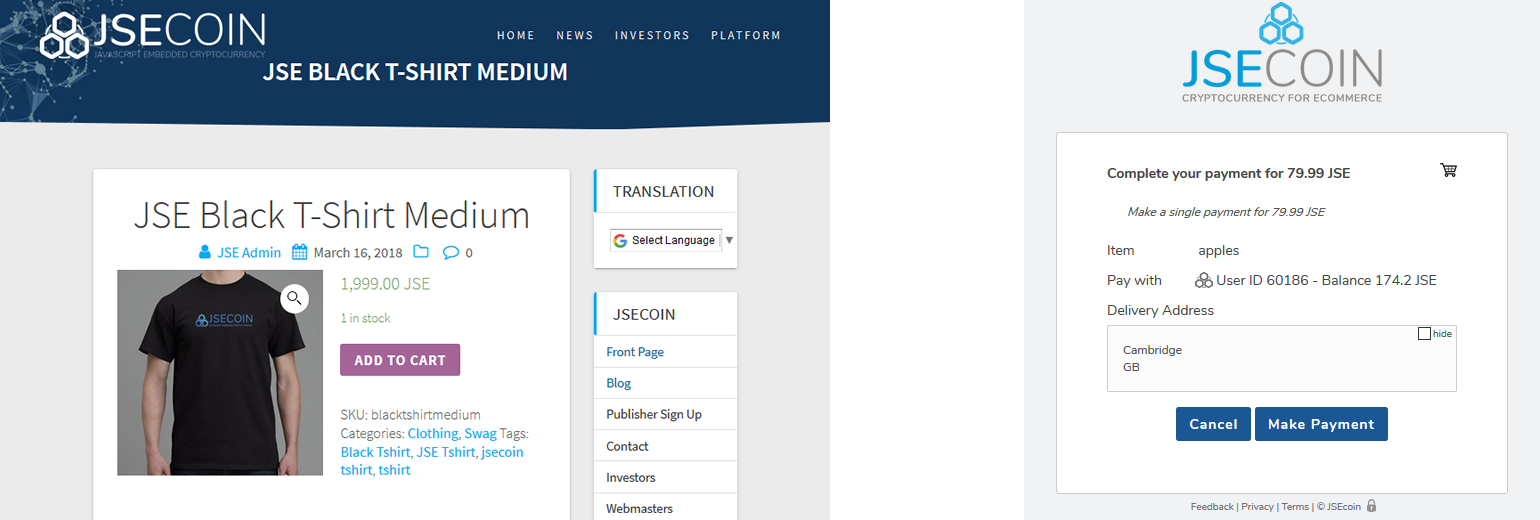 JSECOIN
JAVASCRIPT EMBEDDED CRYPTOCURRENCY
HOME NEWS INVESTORS PLATFORM
JSE BLACK T-SHIRT MEDIUM
JSE Black T-Shirt Medium
JSE Admin March 16, 2018 0
JSECOIN
1,999.00 JSE
1 in stock
ADD TO CART
SKU: blacktshirtmedium
Categories: Clothing, Swag Tags:
Black Tshirt, JSE Tshirt, jsecoin
tshirt, tshirt
TRANSLATION
G Select Language ▼
JSECOIN
Front Page
Blog
Publisher Sign Up
Contact
Investors
Webmasters
JSECOIN
CRYPTOCURRENCY FOR ECOMMERCE
Complete your payment for 79.99 JSE
Make a single payment for 79.99 JSE
Item apples
Pay with User ID 60186 - Balance 174.2 JSE
Delivery Address
hide
Cambridge
GB
Cancel Make Payment
Feedback | Privacy | Terms | © JSEcoin